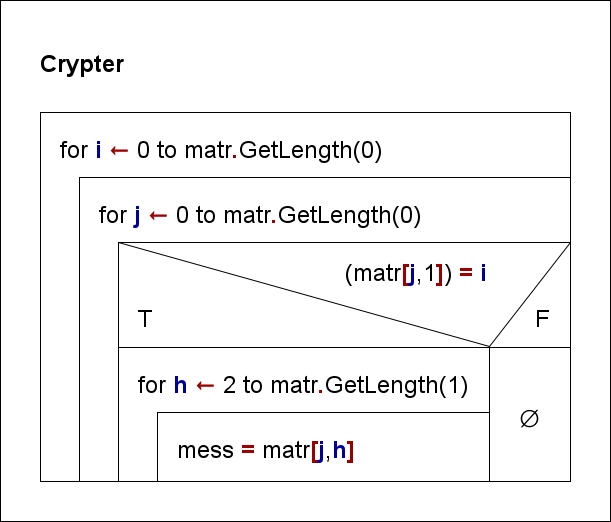 Crypter
for i ← 0 to matr.GetLength(0)
for j ← 0 to matr.GetLength(0)
(matr[j,1]) = i
T
F
for h ← 2 to matr.GetLength(1)
∅
mess = matr[j,h]